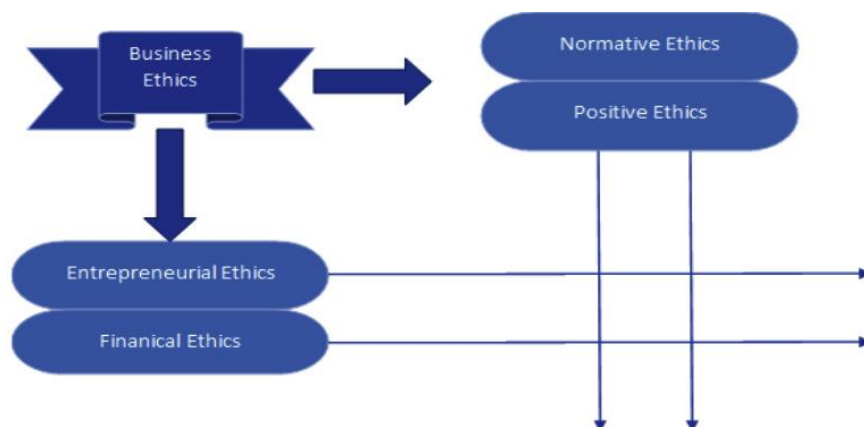 Business
Ethics
Normative Ethics
Positive Ethics
Entrepreneurial Ethics
Finanical Ethics